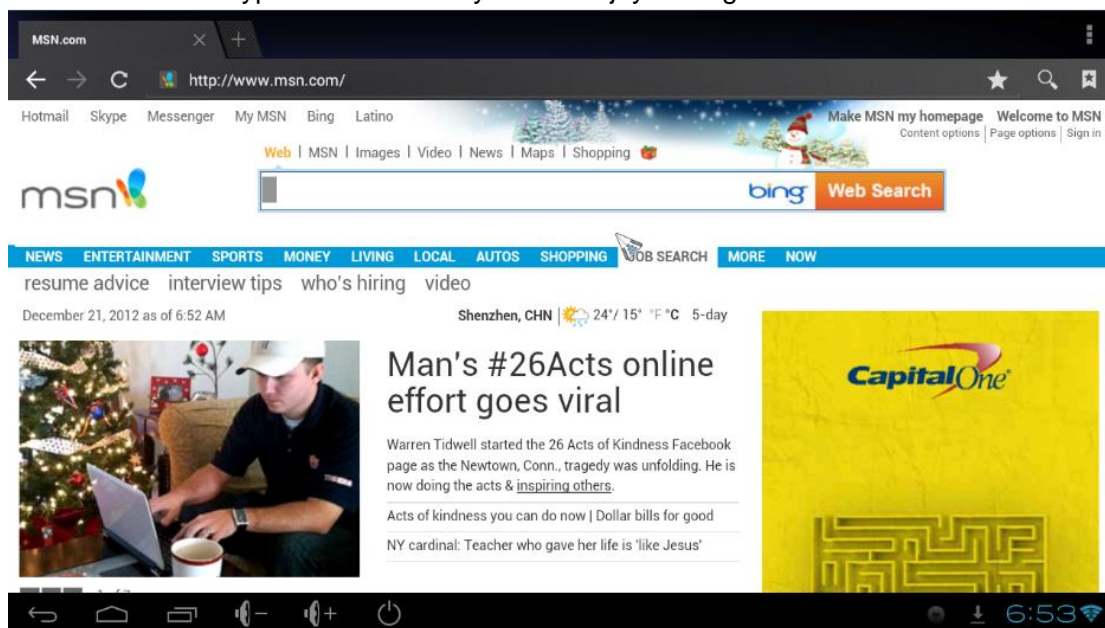 MSN.com
http://www.msn.com/
Hotmail Skype Messenger My MSN Bing Latino
Make MSN my homepage Welcome to MSN
Content options | Page options | Sign in
Web | MSN | Images | Video | News | Maps | Shopping
msn
bing Web Search
NEWS ENTERTAINMENT SPORTS MONEY LIVING LOCAL AUTOS SHOPPING JOB SEARCH MORE NOW
resume advice interview tips who's hiring video
December 21, 2012 as of 6:52 AM
Shenzhen, CHN | 24°/ 15° °F °C 5-day
Man's #26Acts online
effort goes viral
Warren Tidwell started the 26 Acts of Kindness Facebook
page as the Newtown, Conn., tragedy was unfolding. He is
now doing the acts & inspiring others.
Acts of kindness you can do now | Dollar bills for good
NY cardinal: Teacher who gave her life is 'like Jesus'
CapitalOne
6:53